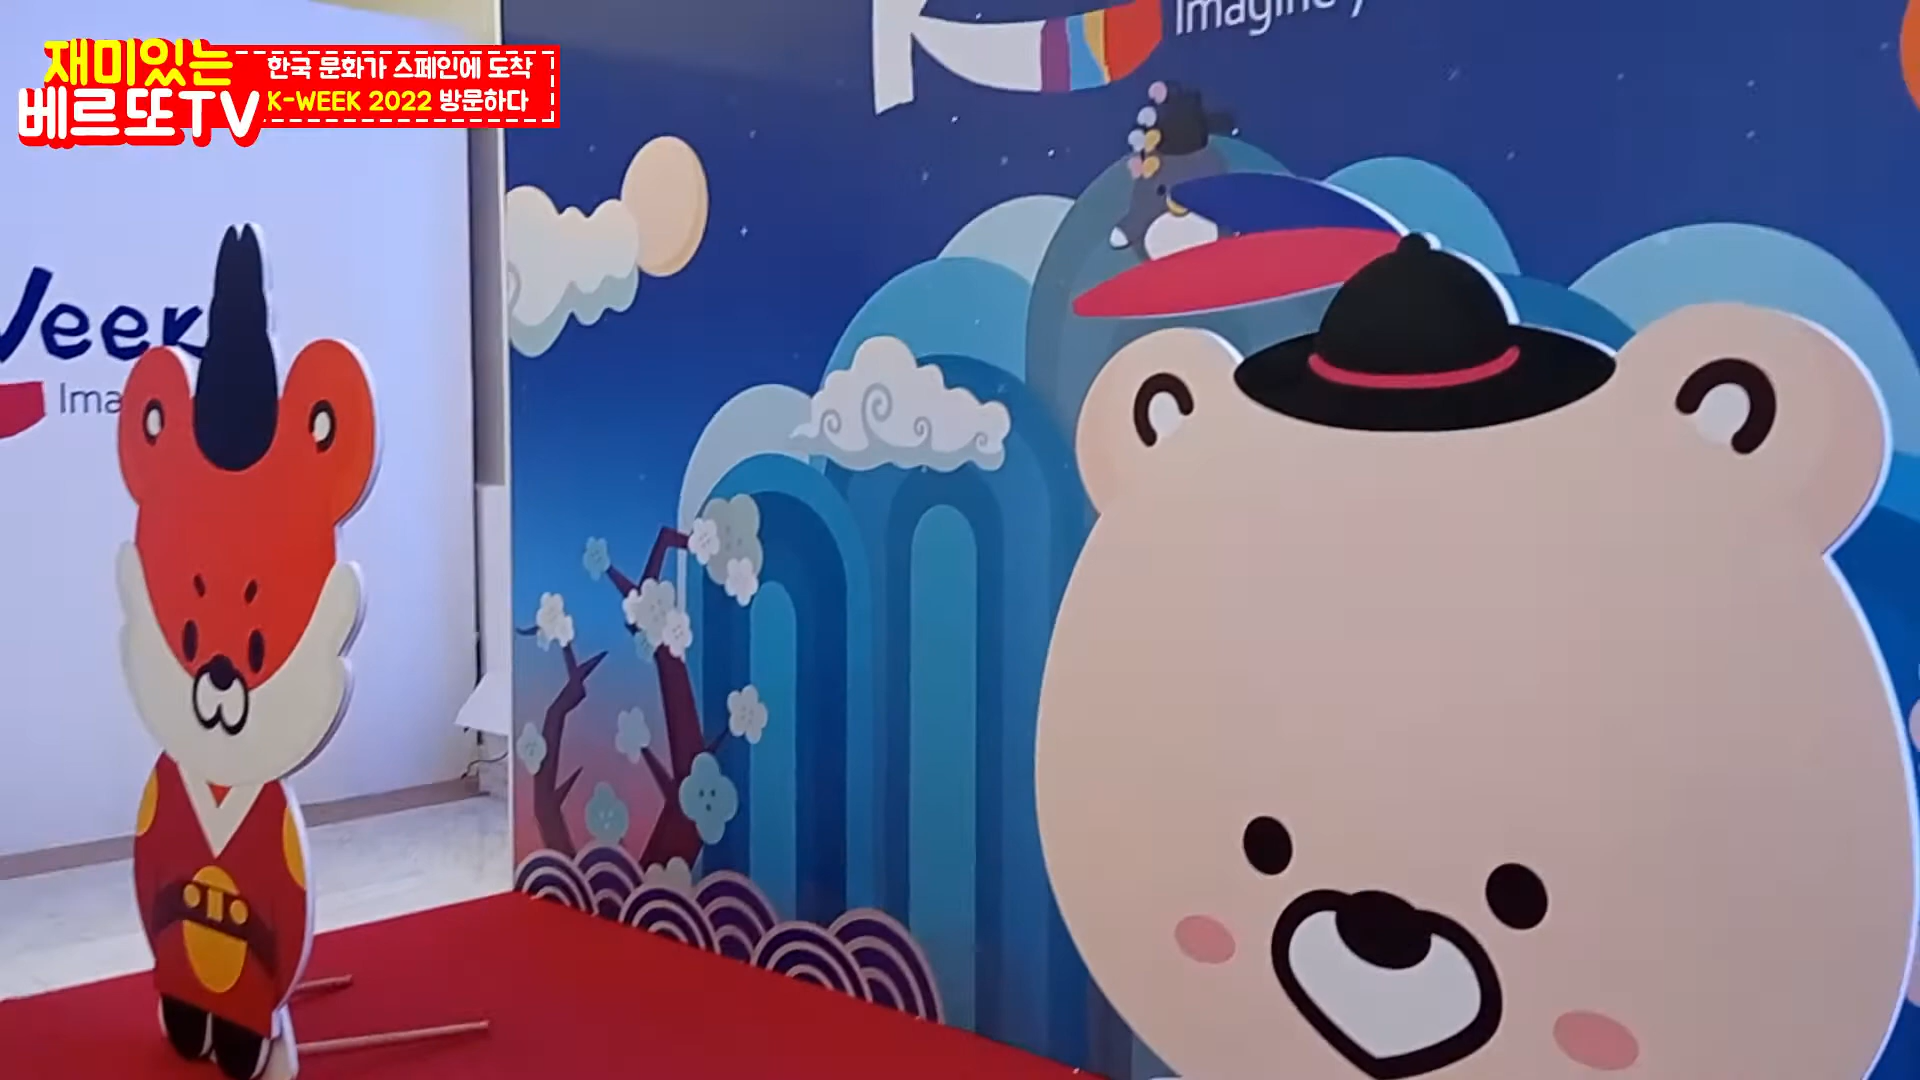 재미있는
베르또TV
한국 문화가 스페인에 도착
K-WEEK 2022 방문하다
Imagine y
Week
Ima